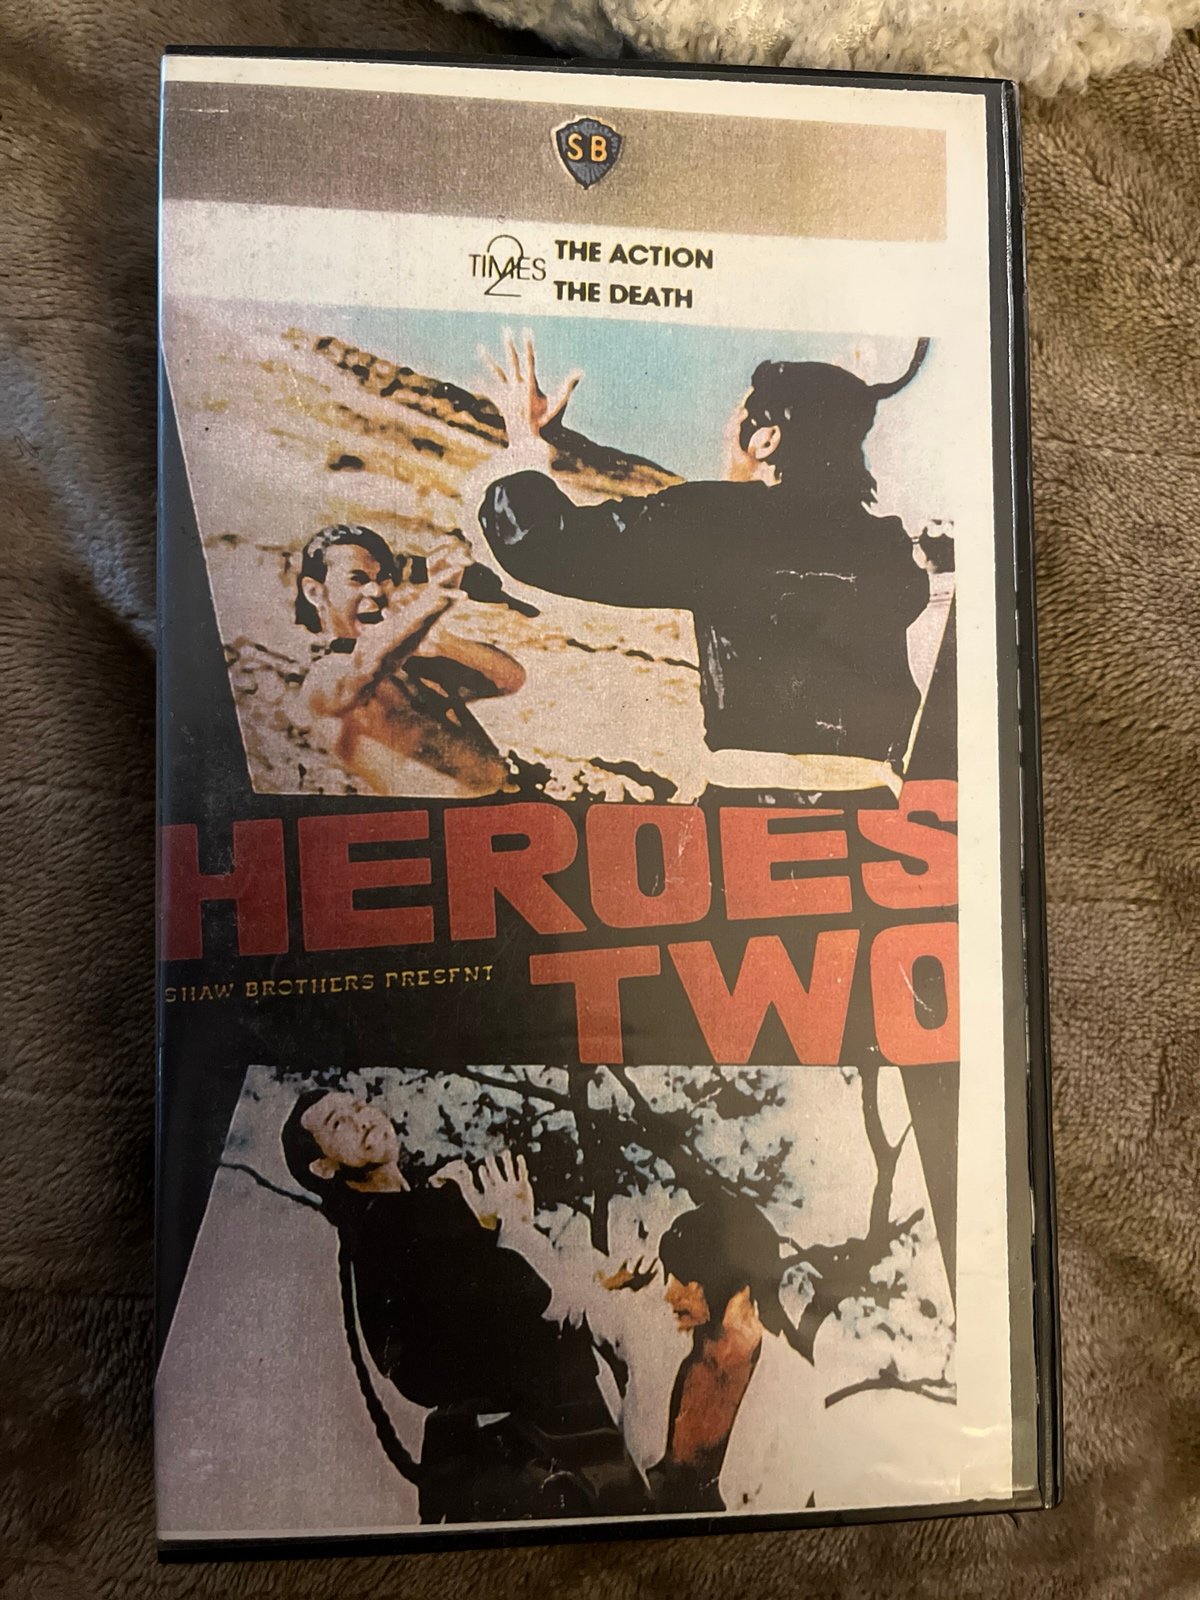 SB
2 TIMES THE ACTION
THE DEATH
HEROES
TWO
SHAW BROTHERS PRESENT